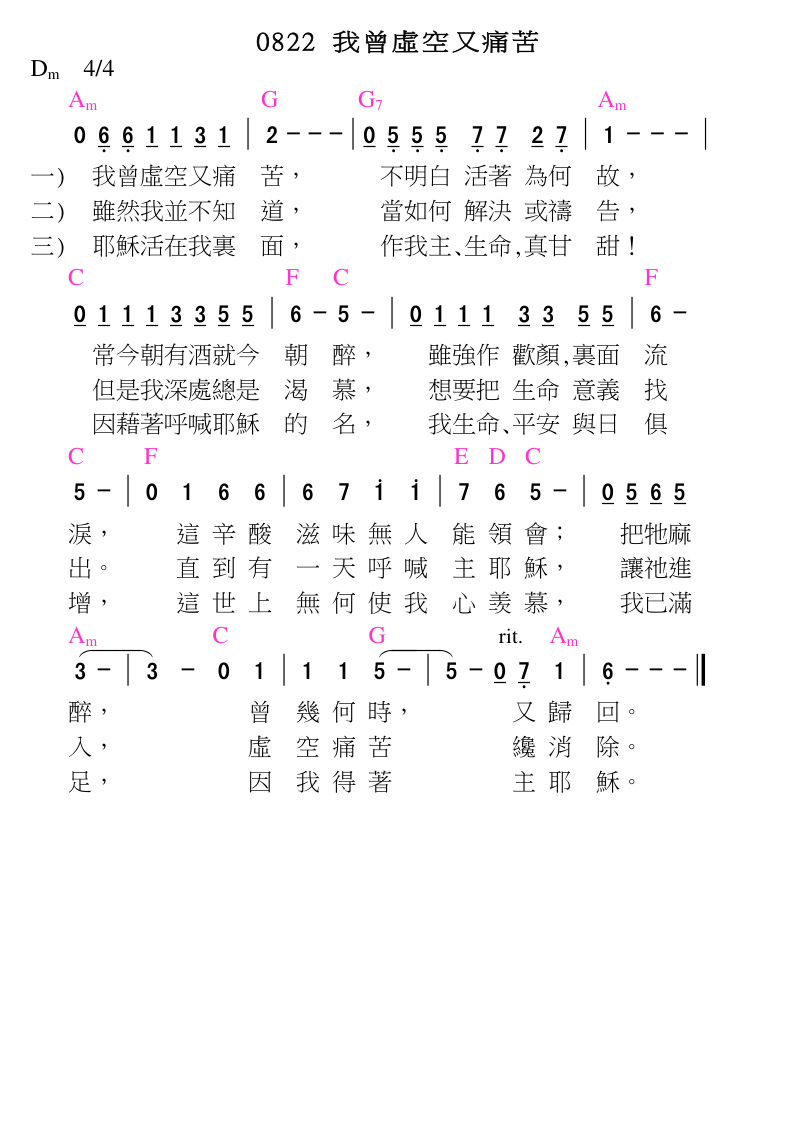 0822 我曾虛空又痛苦
Dm 4/4
Am G G7 Am
0 6 6 1 1 3 1 | 2 - - - | 0 5 5 5 7 7 2 7 | 1 - - - |
一) 我曾虛空又痛 苦， 不明白 活著 為何 故，
二) 雖然我並不知 道， 當如何 解決 或禱 告，
三) 耶穌活在我裏 面， 作我主、生命,真甘 甜！
C F C F
0 1 1 1 3 3 5 5 | 6 - 5 - | 0 1 1 1 3 3 5 5 | 6 -
常今朝有酒就今 朝 醉， 雖強作 歡顏,裏面 流
但是我深處總是 渴 慕， 想要把 生命 意義 找
因藉著呼喊耶穌 的 名， 我生命、平安 與日 俱
C F E D C
5 - | 0 1 6 6 | 6 7 i i | 7 6 5 - | 0 5 6 5
淚， 這 辛 酸 滋 味 無 人 能 領 會； 把牠麻
出。 直 到 有 一 天 呼 喊 主 耶 穌， 讓祂進
增， 這 世 上 無 何 使 我 心 羨 慕， 我已滿
Am C G rit. Am
3 - | 3 - 0 1 | 1 1 5 - | 5 - 0 7 1 | 6 - - - ‖
醉， 曾 幾 何 時， 又 歸 回。
入， 虛 空 痛 苦 纔 消 除。
足， 因 我 得 著 主 耶 穌。